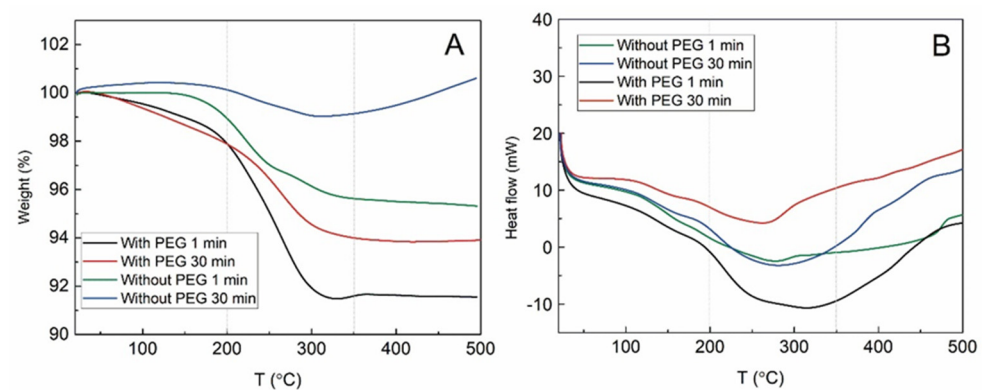 A
102
100
98
96
94
92
90
Weight (%)
With PEG 1 min
With PEG 30 min
Without PEG 1 min
Without PEG 30 min
100
200
300
400
500
T (°C)
B
40
30
20
10
0
-10
Heat flow (mW)
Without PEG 1 min
Without PEG 30 min
With PEG 1 min
With PEG 30 min
100
200
300
400
500
T (°C)